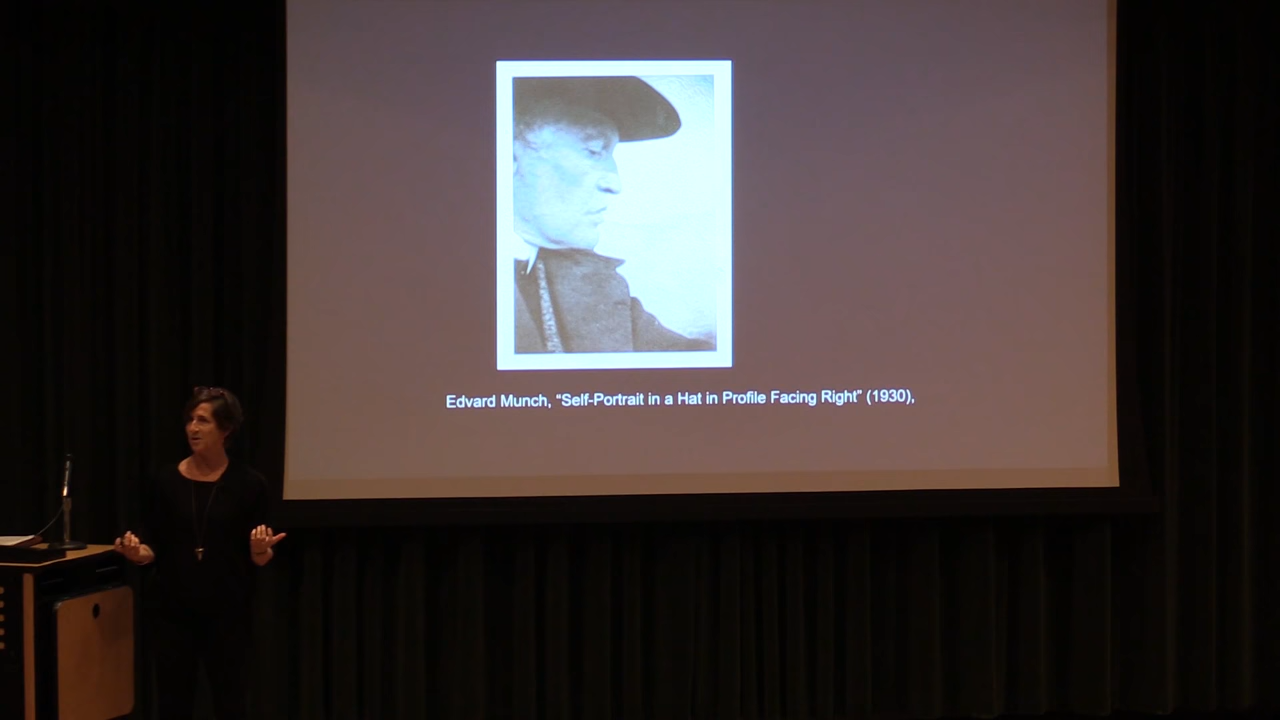 Edvard Munch, “Self-Portrait in a Hat in Profile Facing Right” (1930),